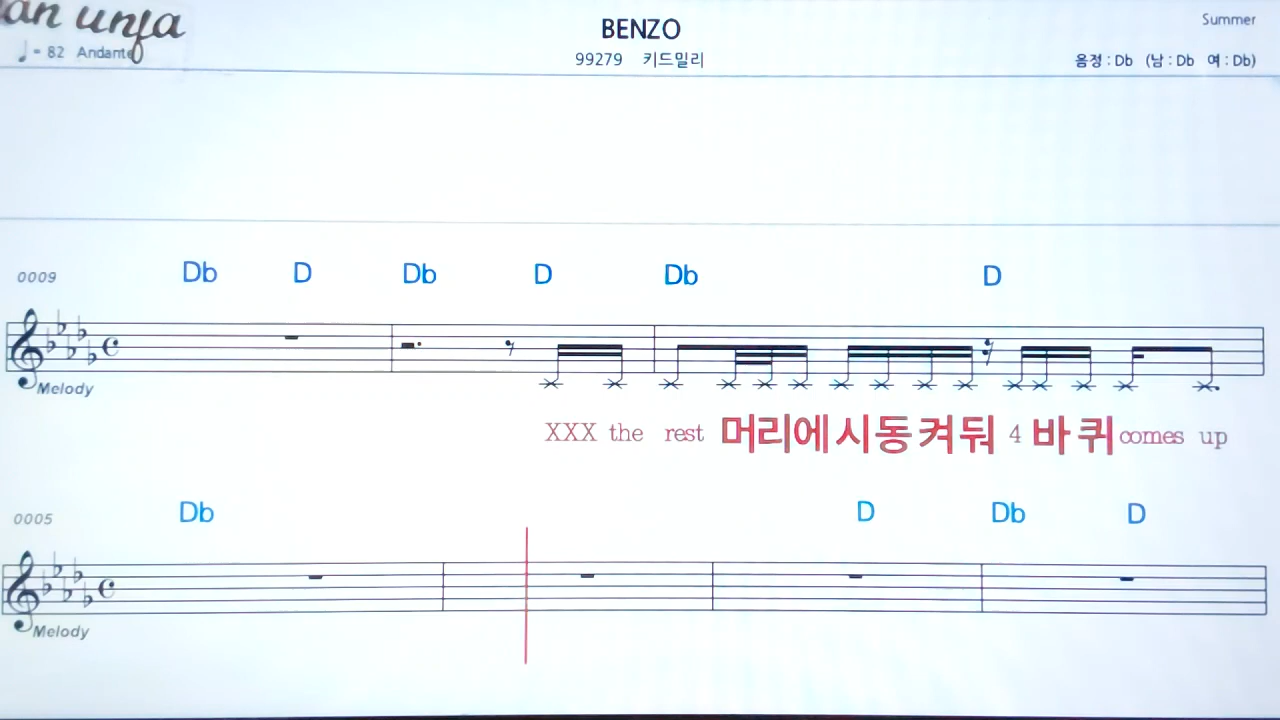 an unfa
♩= 82 Andante
BENZO
99279 키드밀리
Summer
음정 : Db (남 : Db 여 : Db)
0009 Db D Db D Db D
Melody
XXX the rest 머리에 시동 켜둬 4 바퀴 comes up
0005 Db D Db D
Melody